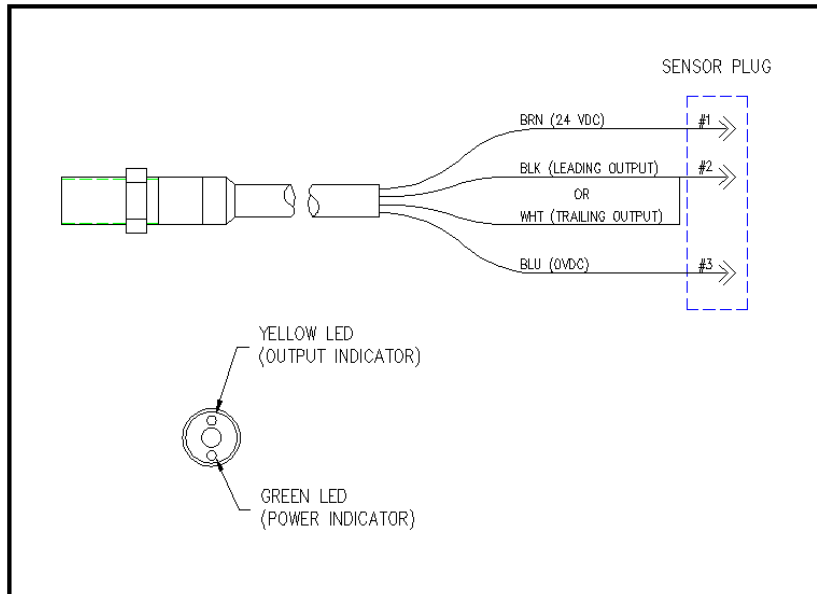 SENSOR PLUG
BRN (24 VDC)
#1
BLK (LEADING OUTPUT)
#2
OR
WHT (TRAILING OUTPUT)
BLU (0VDC)
#3
YELLOW LED
(OUTPUT INDICATOR)
GREEN LED
(POWER INDICATOR)